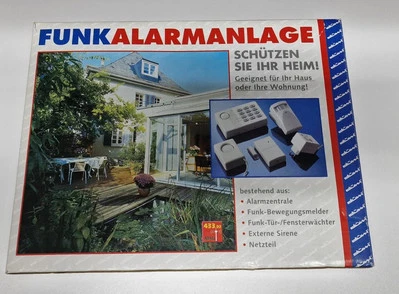 FUNKALARMANLAGE
SCHÜTZEN
SIE IHR HEIM!
Geeignet für Ihr Haus
oder Ihre Wohnung!
bestehend aus:
• Alarmzentrale
• Funk-Bewegungsmelder
• Funk-Tür-/Fensterwächter
• Externe Sirene
• Netzteil
433